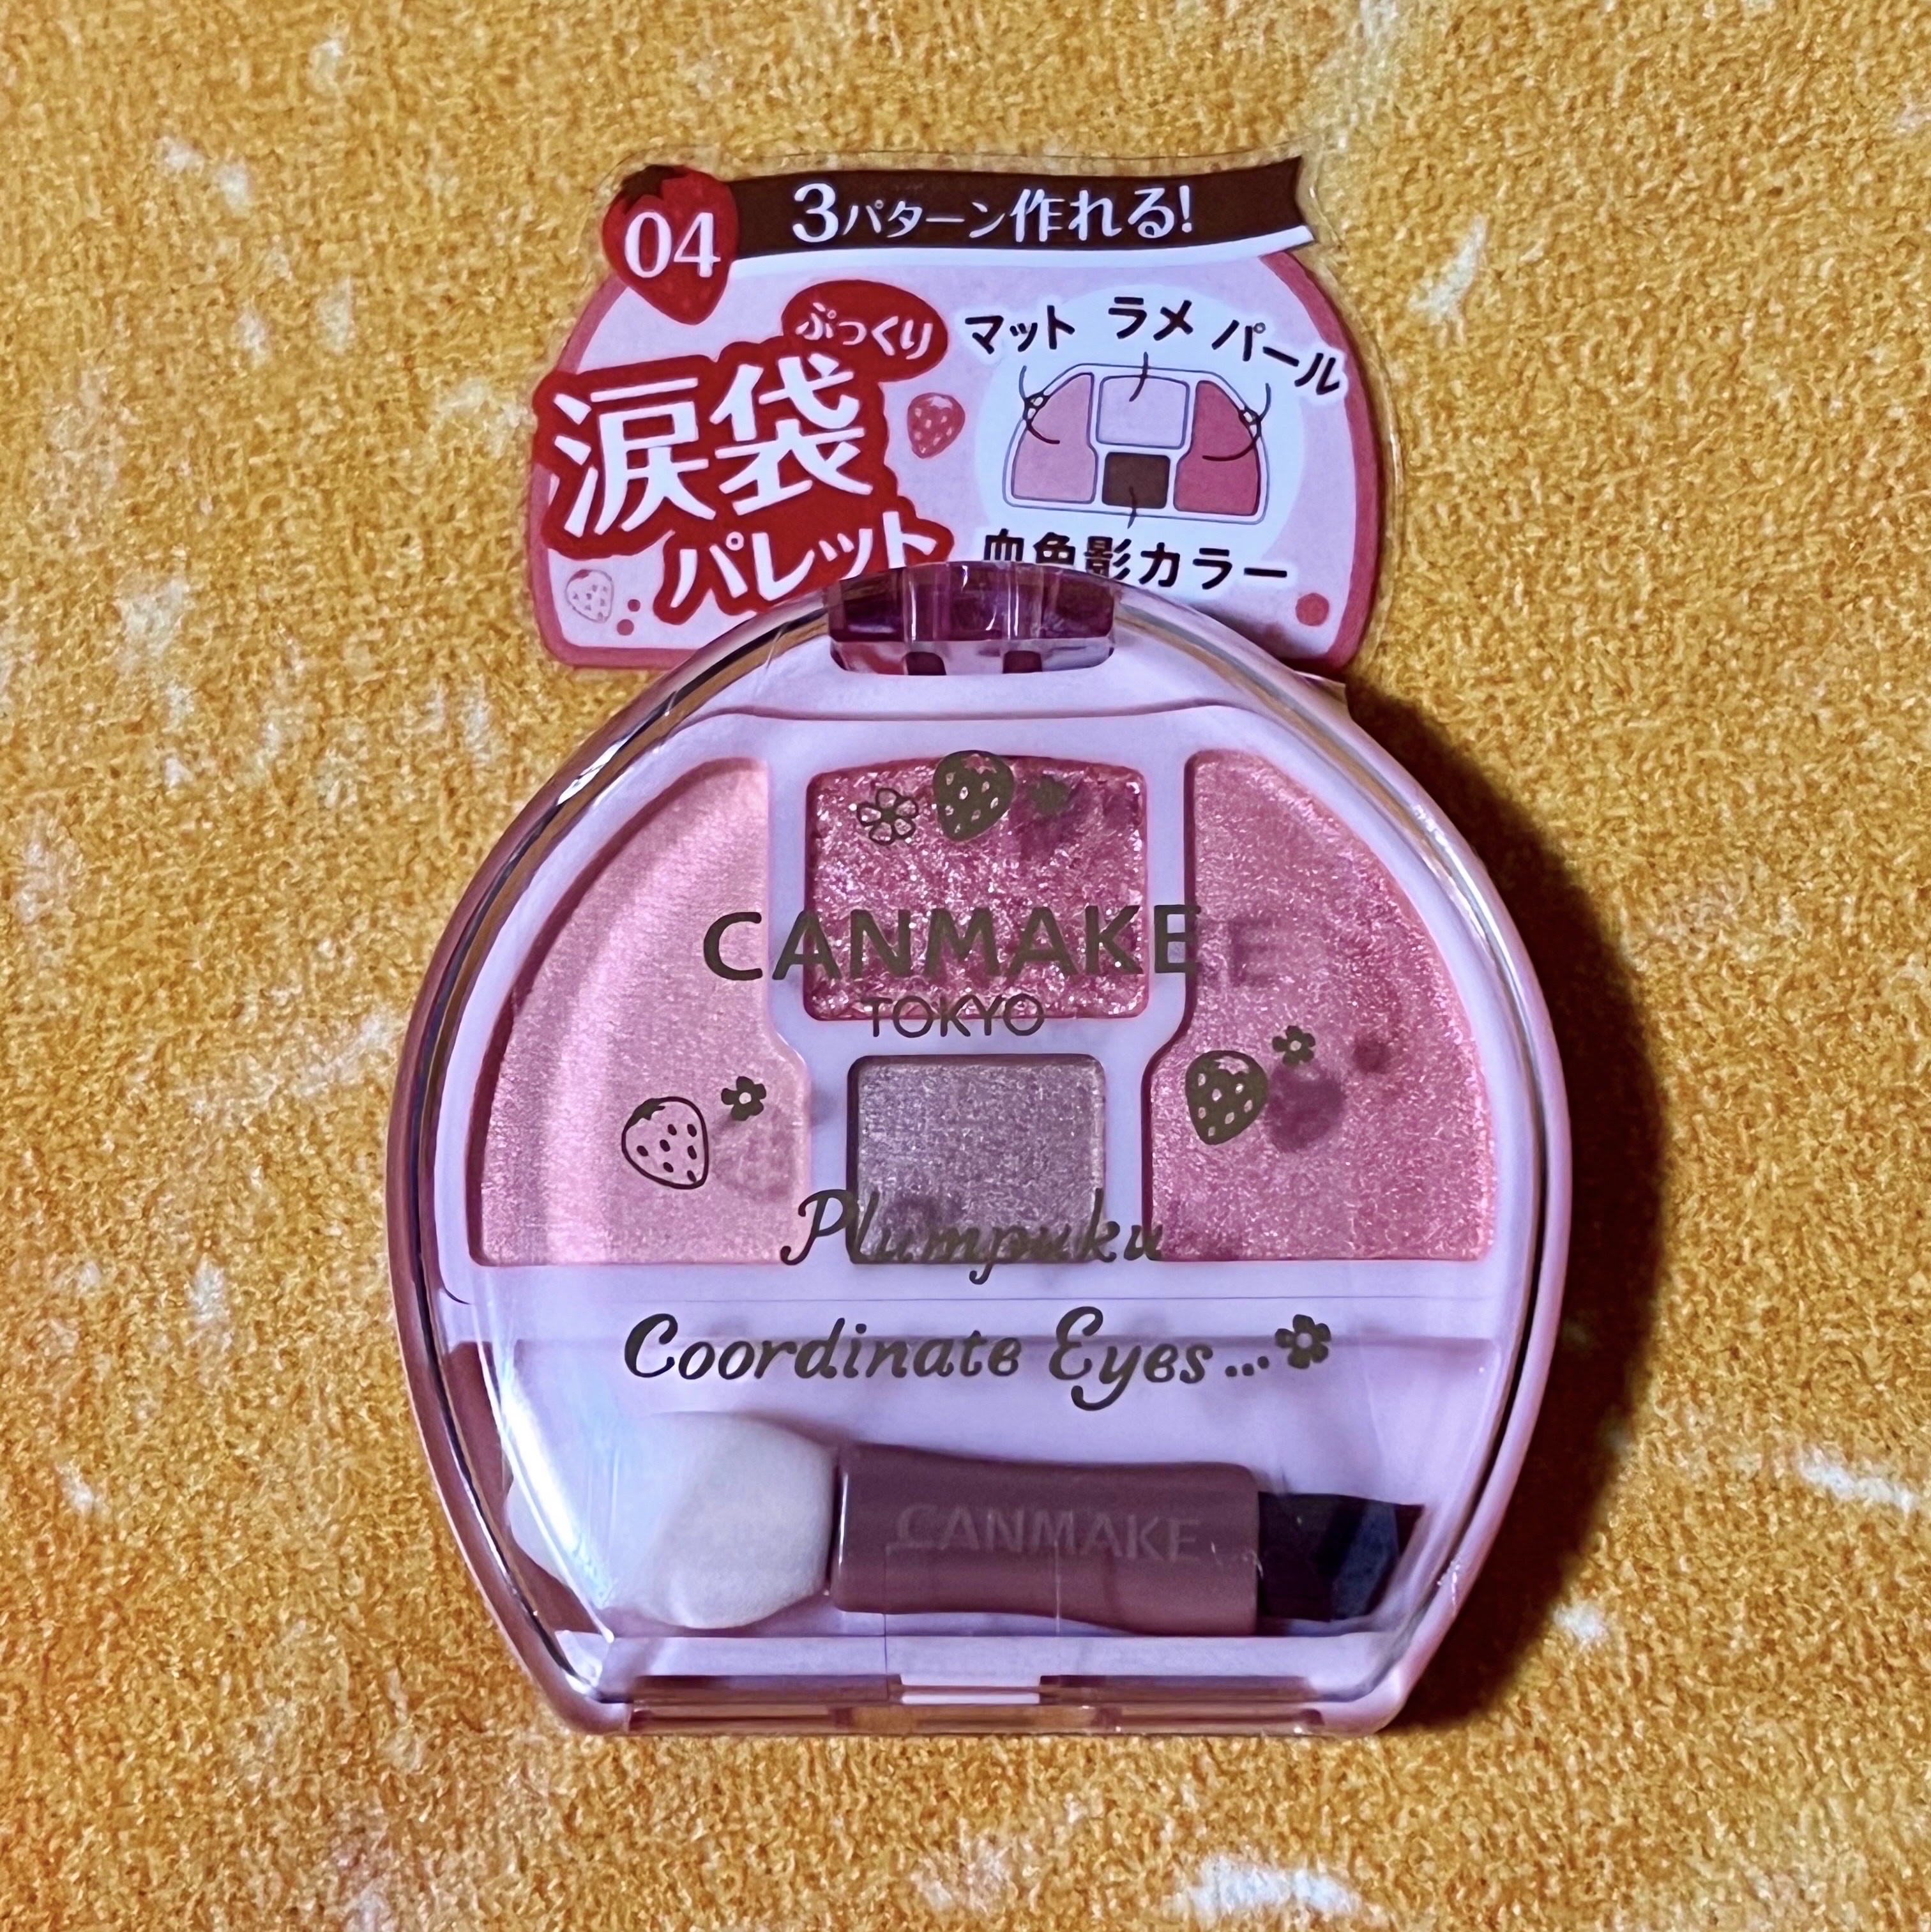 04
3パターン作れる!
ぷっくり
涙袋
パレット
マット ラメ パール
血色影カラー
CANMAKE
TOKYO
Plumpuku
Coordinate Eyes...
CANMAKE